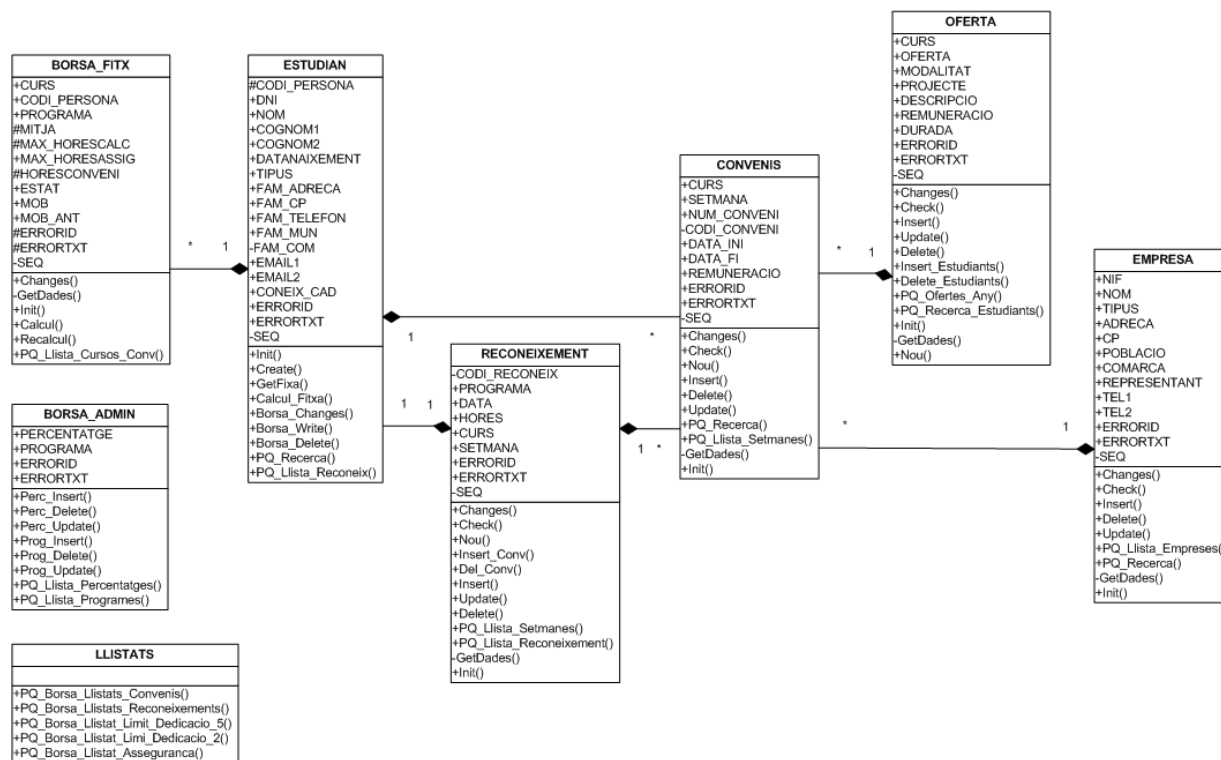 BORSA_FITX
+CURS
+CODI_PERSONA
+PROGRAMA
#MITJA
#MAX_HORESCALC
+MAX_HORESASSIG
#HORESCONVENI
+ESTAT
+MOB
+MOB_ANT
#ERRORID
#ERRORTXT
-SEQ
+Changes()
-GetDades()
+Init()
+Calcul()
+Recalcul()
+PQ_Llista_Cursos_Conv()
* 1
BORSA_ADMIN
+PERCENTATGE
+PROGRAMA
+ERRORID
+ERRORTXT
+Perc_Insert()
+Perc_Delete()
+Perc_Update()
+Prog_Insert()
+Prog_Delete()
+Prog_Update()
+PQ_Llista_Percentatges()
+PQ_Llista_Programes()
LLISTATS
+PQ_Borsa_Llistats_Convenis()
+PQ_Borsa_Llistats_Reconeixements()
+PQ_Borsa_Llistat_Limit_Dedicacio_5()
+PQ_Borsa_Llistat_Limi_Dedicacio_2()
+PQ_Borsa_Llistat_Asseguranca()
ESTUDIAN
#CODI_PERSONA
+DNI
+NOM
+COGNOM1
+COGNOM2
+DATANAIXEMENT
+TIPUS
+FAM_ADRECA
+FAM_CP
+FAM_TELEFON
+FAM_MUN
-FAM_COM
+EMAIL1
+EMAIL2
+CONEIX_CAD
+ERRORID
+ERRORTXT
-SEQ
+Init()
+Create()
+GetFixa()
+Calcul_Fitxa()
+Borsa_Changes()
+Borsa_Write()
+Borsa_Delete()
+PQ_Recerca()
+PQ_Llista_Reconeix()
1 *
1 1
RECONEIXEMENT
-CODI_RECONEIX
+PROGRAMA
+DATA
+HORES
+CURS
+SETMANA
+ERRORID
+ERRORTXT
-SEQ
+Changes()
+Check()
+Nou()
+Insert_Conv()
+Del_Conv()
+Insert()
+Update()
+Delete()
+PQ_Llista_Setmanes()
+PQ_Llista_Reconeixement()
-GetDades()
+Init()
1 *
CONVENIS
+CURS
+SETMANA
+NUM_CONVENI
-CODI_CONVENI
+DATA_INI
+DATA_FI
+REMUNERACIO
+ERRORID
+ERRORTXT
-SEQ
+Changes()
+Check()
+Nou()
+Insert()
+Delete()
+Update()
+PQ_Recerca()
+PQ_Llista_Setmanes()
-GetDades()
+Init()
* 1
* 1
OFERTA
+CURS
+OFERTA
+MODALITAT
+PROJECTE
+DESCRIPCIO
+REMUNERACIO
+DURADA
+ERRORID
+ERRORTXT
-SEQ
+Changes()
+Check()
+Insert()
+Update()
+Delete()
+Insert_Estudiants()
+Delete_Estudiants()
+PQ_Ofertes_Any()
+PQ_Recerca_Estudiants()
+Init()
-GetDades()
+Nou()
EMPRESA
+NIF
+NOM
+TIPUS
+ADRECA
+CP
+POBLACIO
+COMARCA
+REPRESENTANT
+TEL1
+TEL2
+ERRORID
+ERRORTXT
-SEQ
+Changes()
+Check()
+Insert()
+Delete()
+Update()
+PQ_Llista_Empreses()
+PQ_Recerca()
-GetDades()
+Init()